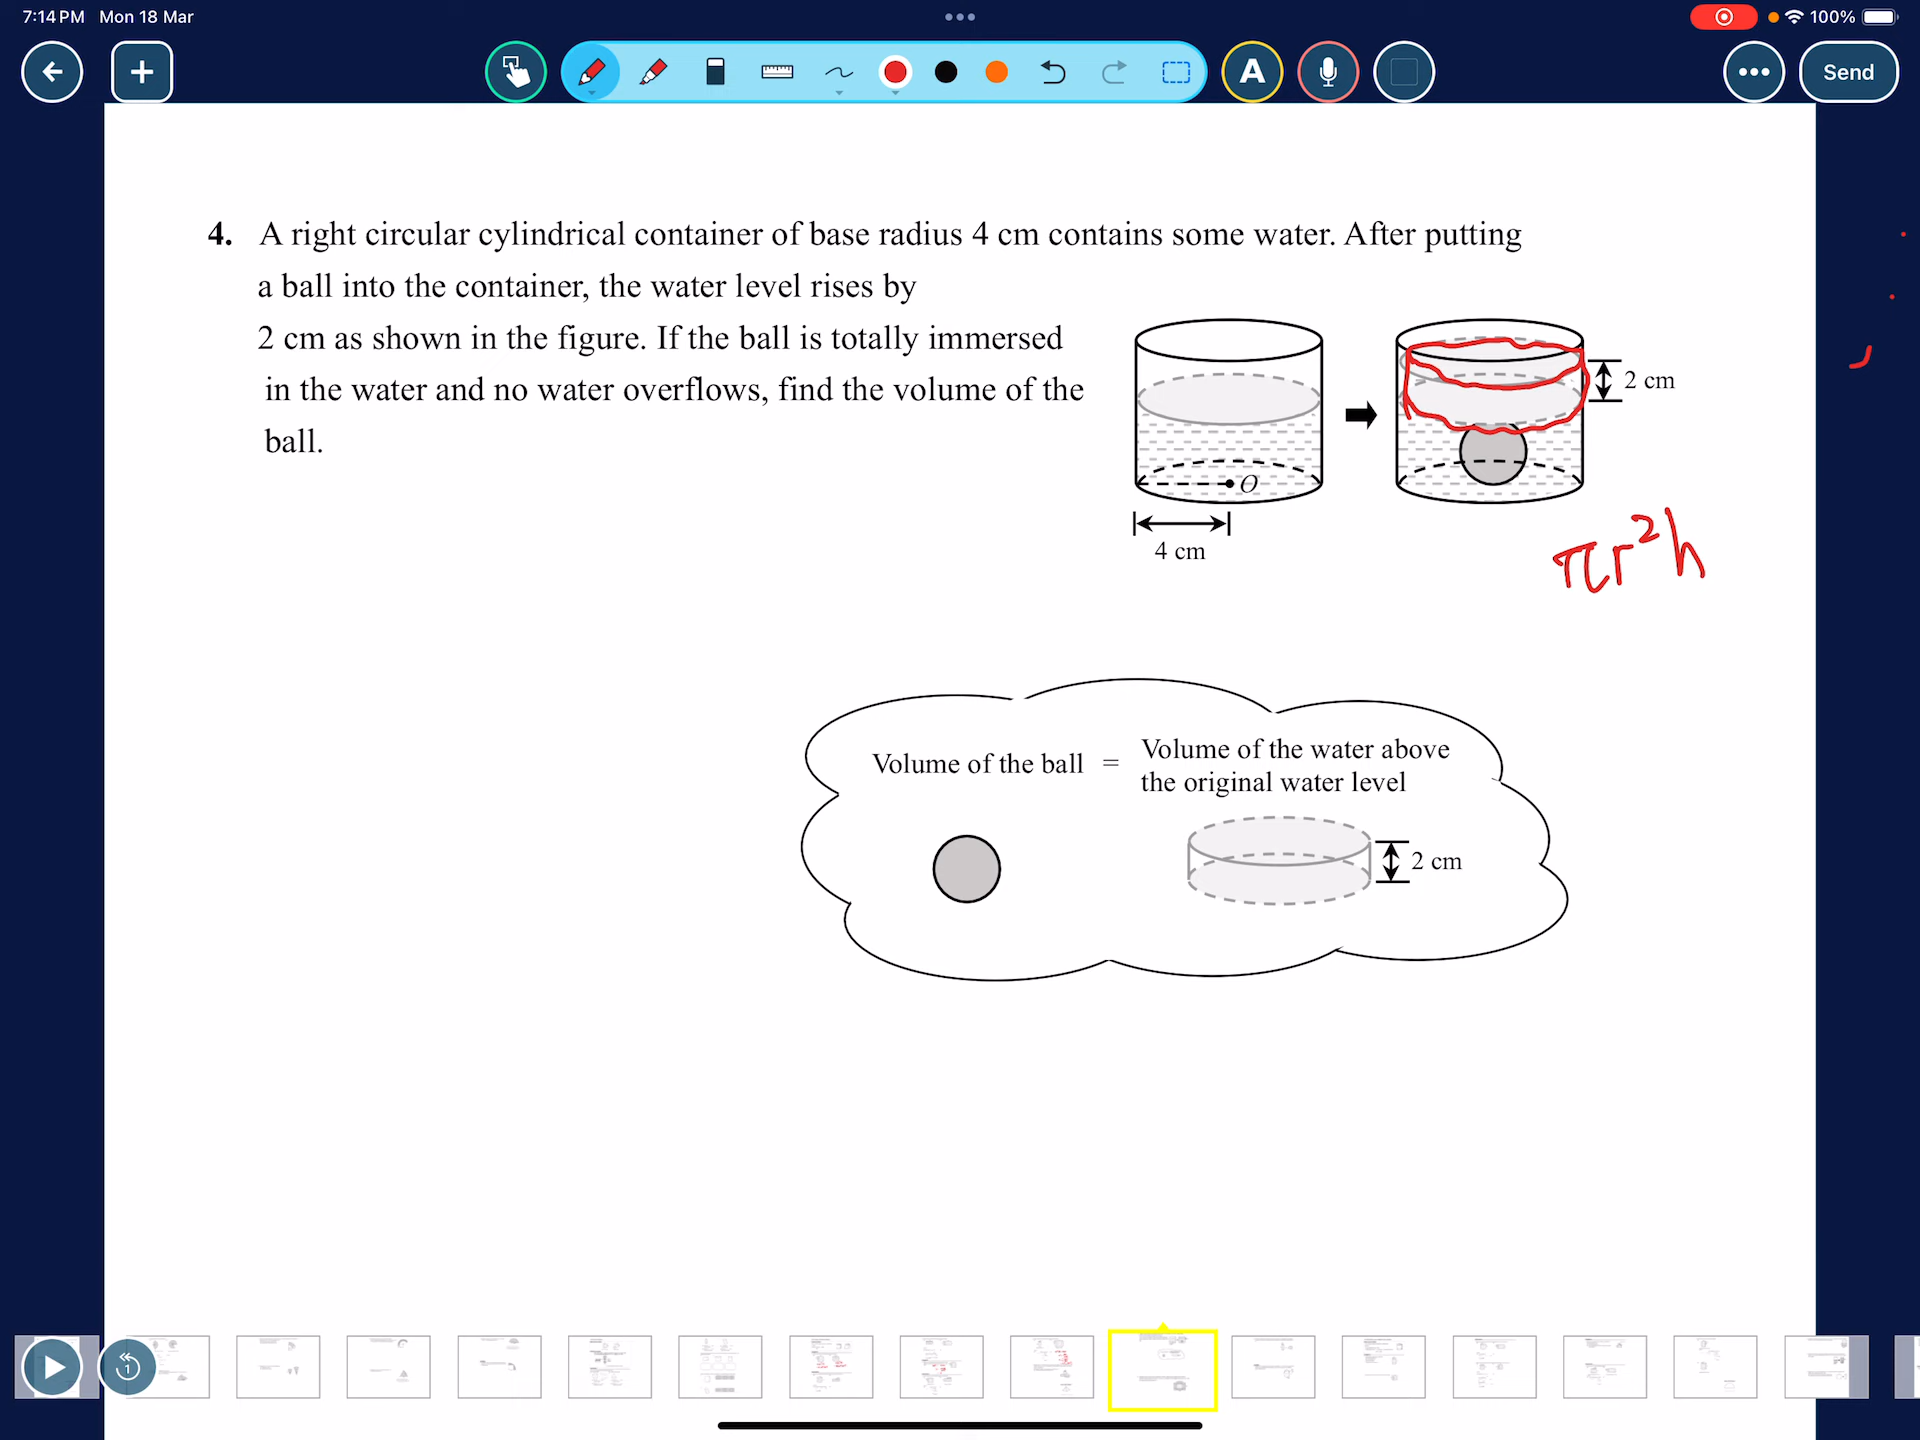 7:14 PM Mon 18 Mar
100%
A
Send
4. A right circular cylindrical container of base radius 4 cm contains some water. After putting
a ball into the container, the water level rises by
2 cm as shown in the figure. If the ball is totally immersed
in the water and no water overflows, find the volume of the
ball.
2 cm
O
4 cm
πr²h
Volume of the ball = Volume of the water above
the original water level
2 cm
1